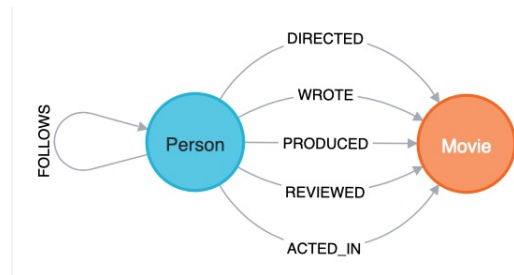 DIRECTED
WROTE
FOLLOWS
Person
PRODUCED
Movie
REVIEWED
ACTED_IN